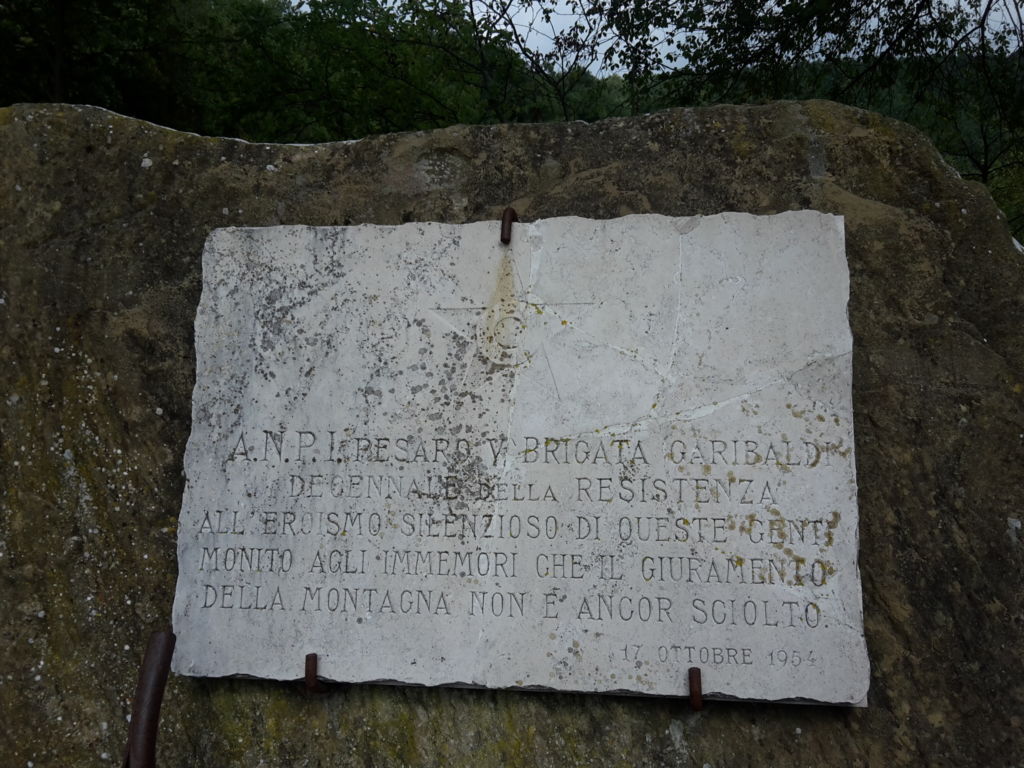 A.N.P.I. PESARO V. BRIGATA GARIBALDI
DECENNALE DELLA RESISTENZA
ALL'EROISMO SILENZIOSO DI QUESTE GENTI
MONITO AGLI IMMEMORI CHE IL GIURAMENTO
DELLA MONTAGNA NON È ANCOR SCIOLTO
17 OTTOBRE 1954